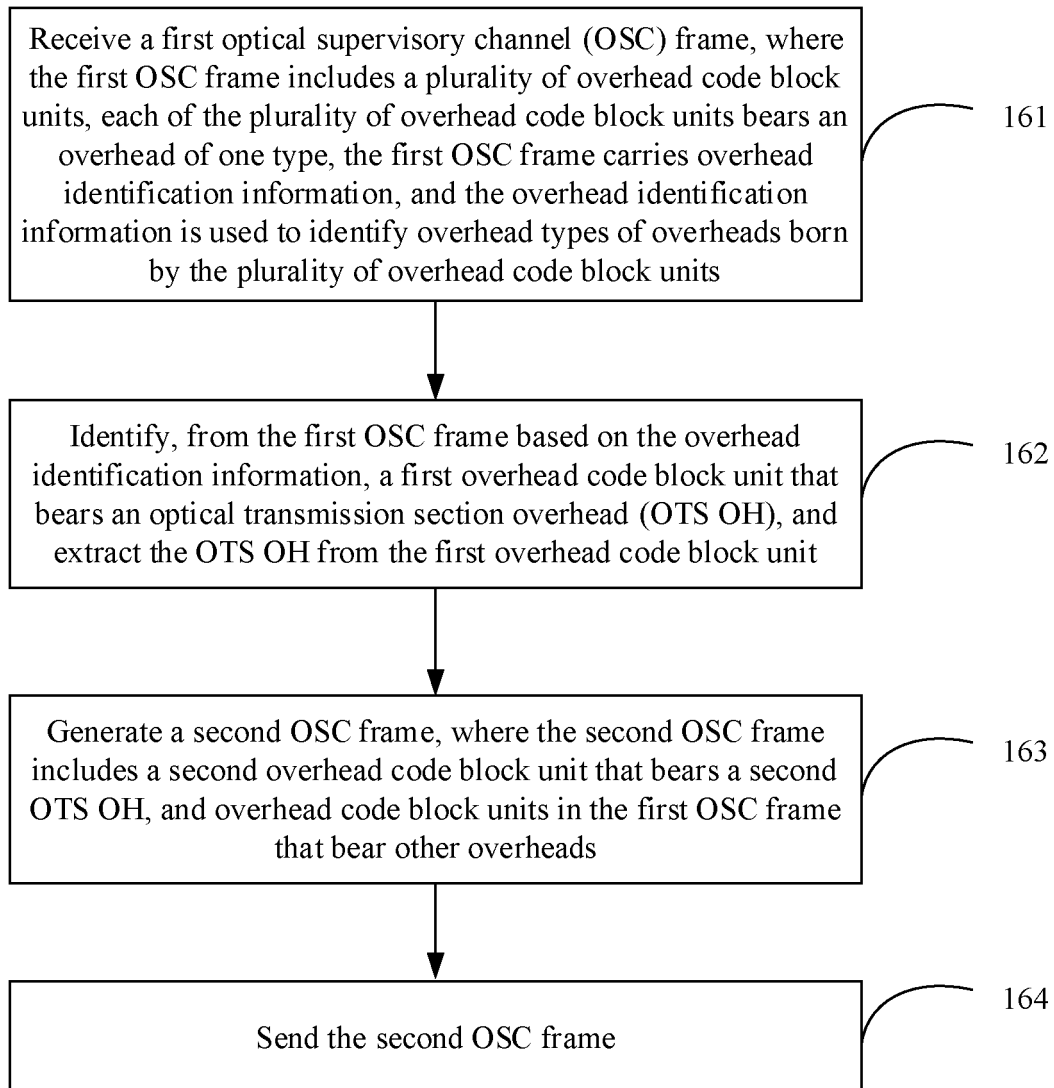 Receive a first optical supervisory channel (OSC) frame, where
the first OSC frame includes a plurality of overhead code block
units, each of the plurality of overhead code block units bears an
overhead of one type, the first OSC frame carries overhead
identification information, and the overhead identification
information is used to identify overhead types of overheads born
by the plurality of overhead code block units
161
Identify, from the first OSC frame based on the overhead
identification information, a first overhead code block unit that
bears an optical transmission section overhead (OTS OH), and
extract the OTS OH from the first overhead code block unit
162
Generate a second OSC frame, where the second OSC frame
includes a second overhead code block unit that bears a second
OTS OH, and overhead code block units in the first OSC frame
that bear other overheads
163
Send the second OSC frame
164